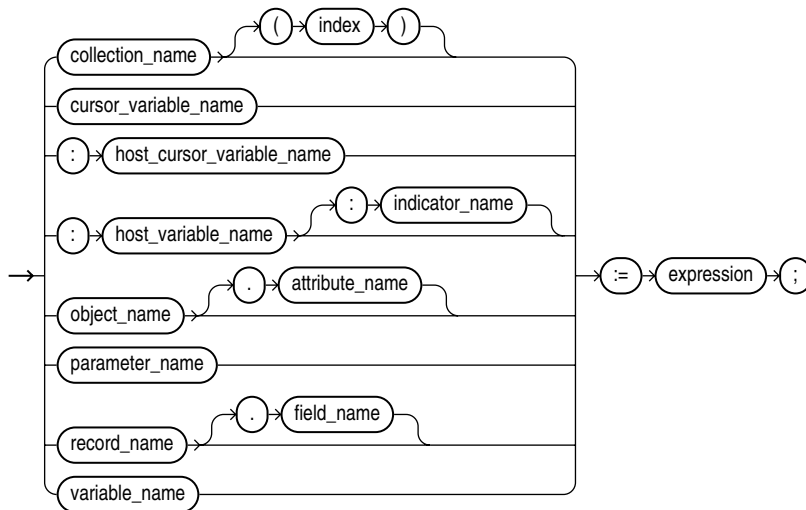 ( index )
collection_name
cursor_variable_name
: host_cursor_variable_name
: indicator_name
: host_variable_name
:= expression ;
. attribute_name
object_name
parameter_name
. field_name
record_name
variable_name